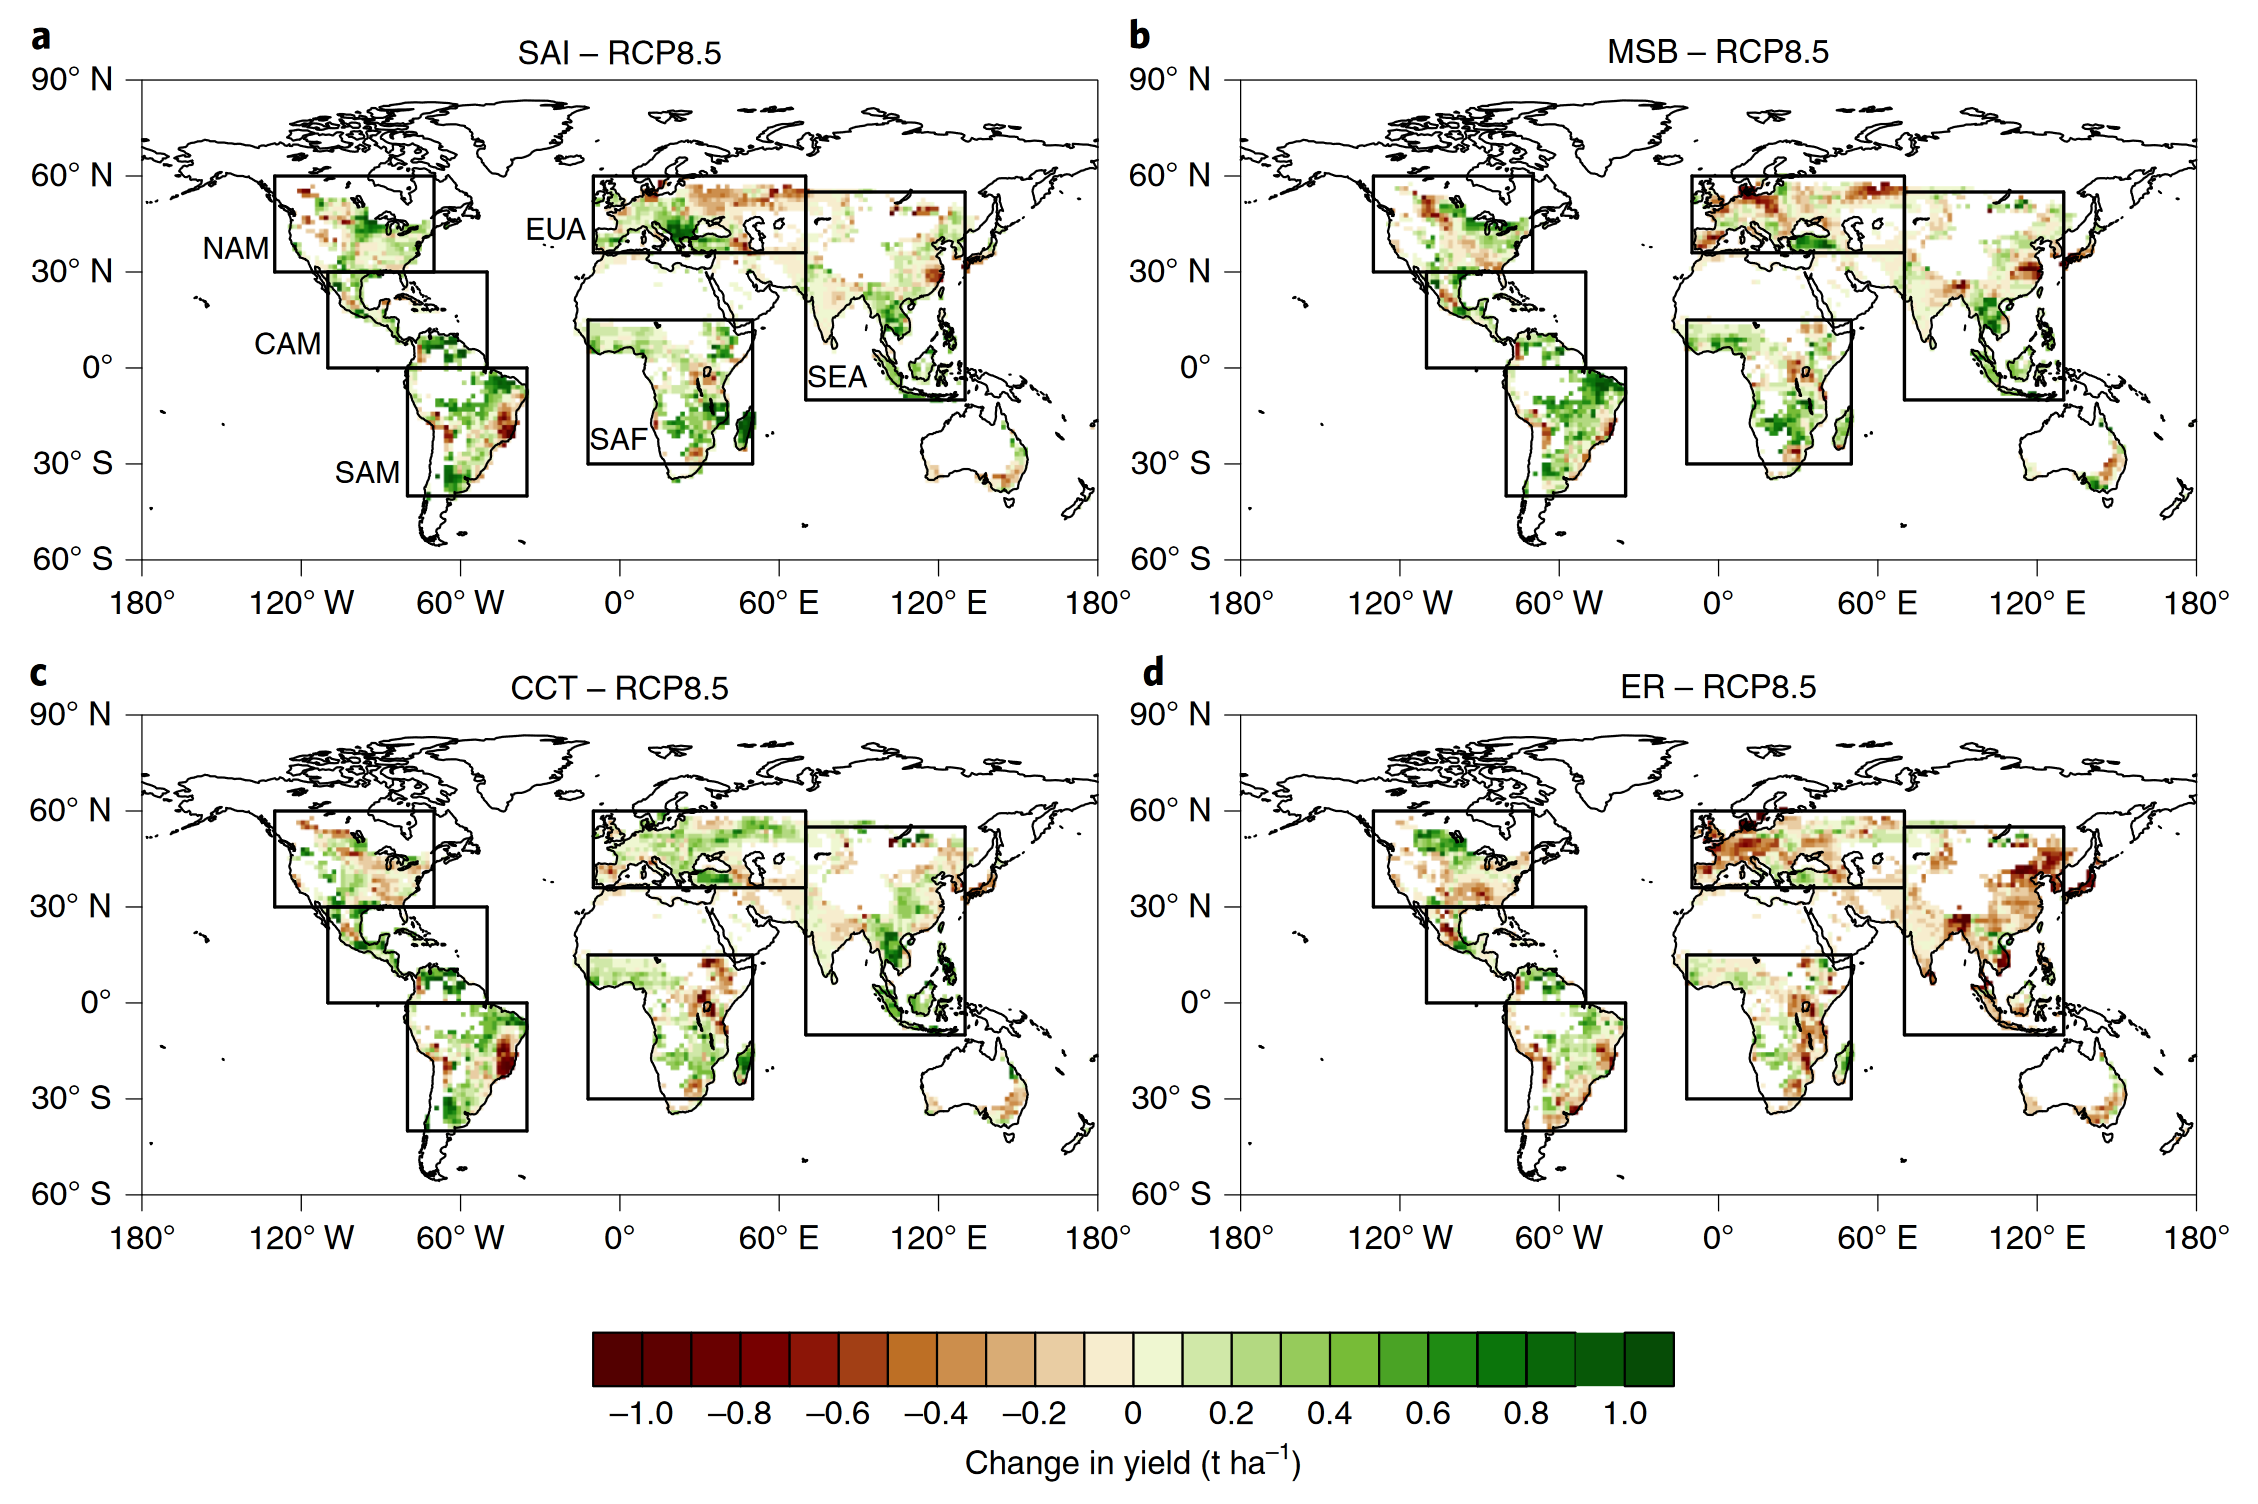 a
SAI – RCP8.5
90° N
60° N
30° N
0°
30° S
60° S
180°
120° W
60° W
0°
60° E
120° E
180°
NAM
CAM
SAM
EUA
SAF
SEA
b
MSB – RCP8.5
90° N
60° N
30° N
0°
30° S
60° S
180°
120° W
60° W
0°
60° E
120° E
180°
c
CCT – RCP8.5
90° N
60° N
30° N
0°
30° S
60° S
180°
120° W
60° W
0°
60° E
120° E
180°
d
ER – RCP8.5
90° N
60° N
30° N
0°
30° S
60° S
180°
120° W
60° W
0°
60° E
120° E
180°
–1.0 –0.8 –0.6 –0.4 –0.2 0 0.2 0.4 0.6 0.8 1.0
Change in yield (t ha⁻¹)